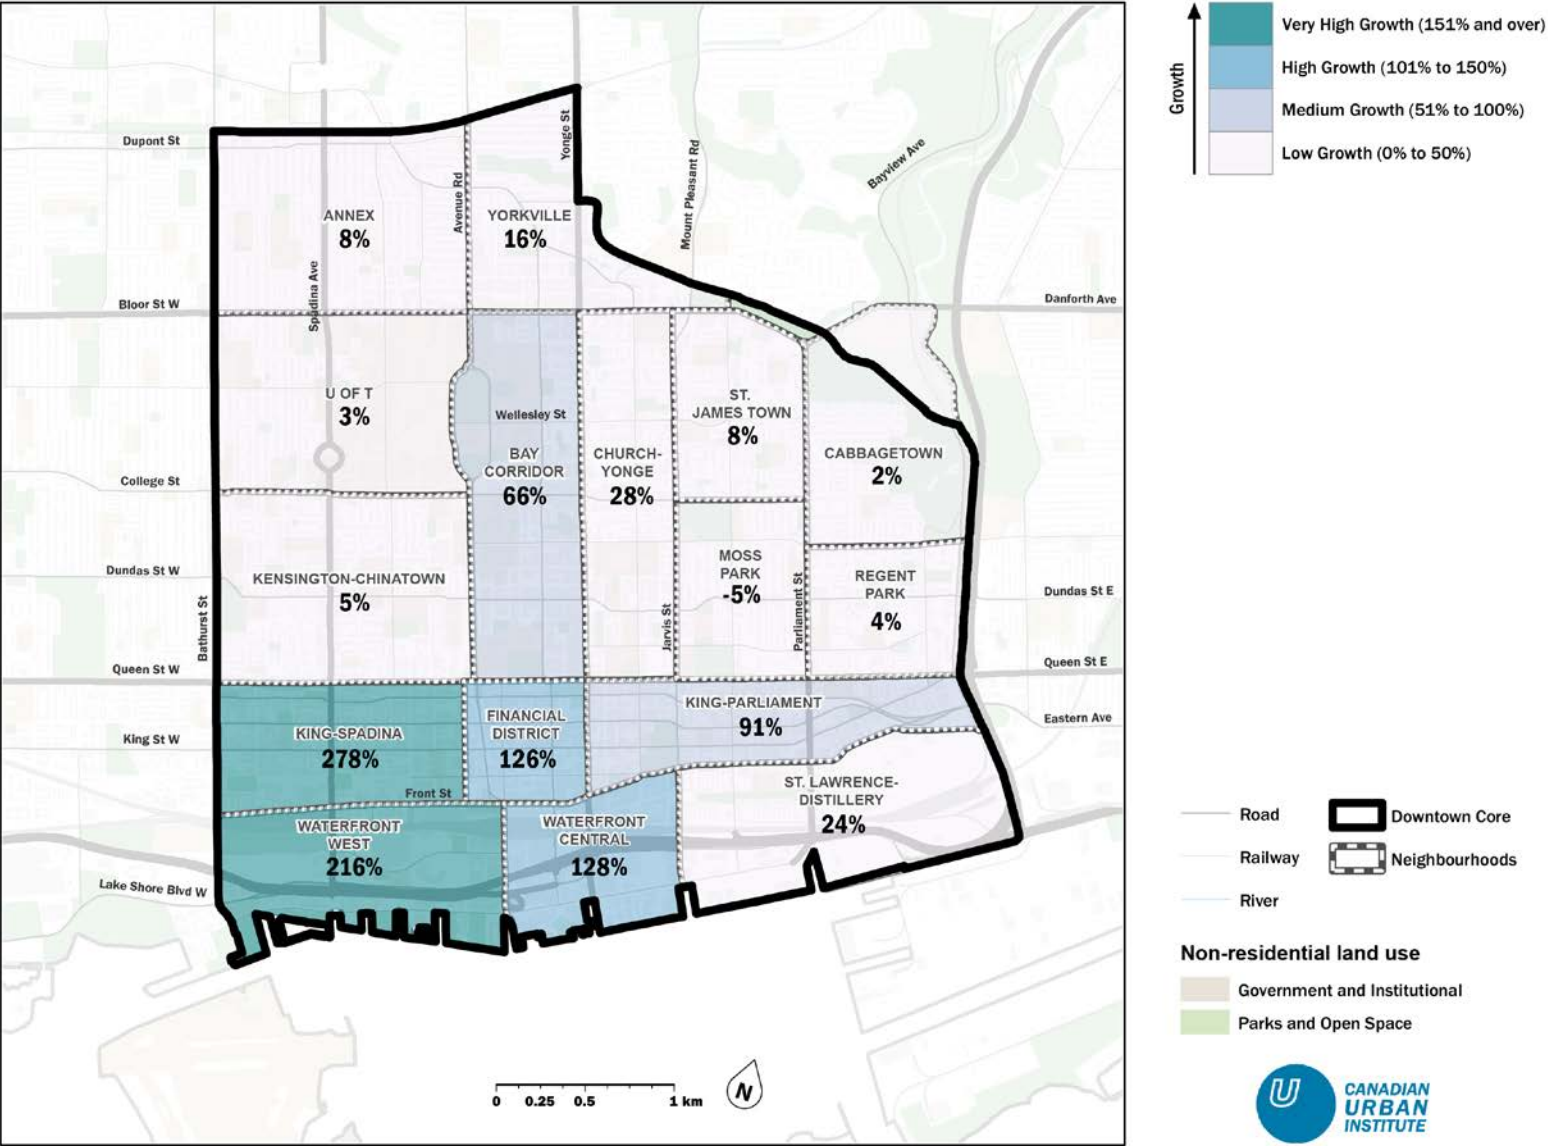 Dupont St
Yonge St
Avenue Rd
Mount Pleasant Rd
Bayview Ave
ANNEX
8%
YORKVILLE
16%
Spadina Ave
Bloor St W
Danforth Ave
U OF T
3%
Wellesley St
BAY
CORRIDOR
66%
CHURCH-
YONGE
28%
ST.
JAMES TOWN
8%
CABBAGETOWN
2%
College St
Dundas St W
KENSINGTON-CHINATOWN
5%
MOSS
PARK
-5%
REGENT
PARK
4%
Dundas St E
Bathurst St
Jarvis St
Parliament St
Queen St W
Queen St E
KING-SPADINA
278%
FINANCIAL
DISTRICT
126%
KING-PARLIAMENT
91%
Eastern Ave
King St W
Front St
WATERFRONT
WEST
216%
WATERFRONT
CENTRAL
128%
ST. LAWRENCE-
DISTILLERY
24%
Lake Shore Blvd W
0 0.25 0.5 1 km
N
Growth
Very High Growth (151% and over)
High Growth (101% to 150%)
Medium Growth (51% to 100%)
Low Growth (0% to 50%)
Road
Railway
River
Downtown Core
Neighbourhoods
Non-residential land use
Government and Institutional
Parks and Open Space
U
CANADIAN
URBAN
INSTITUTE